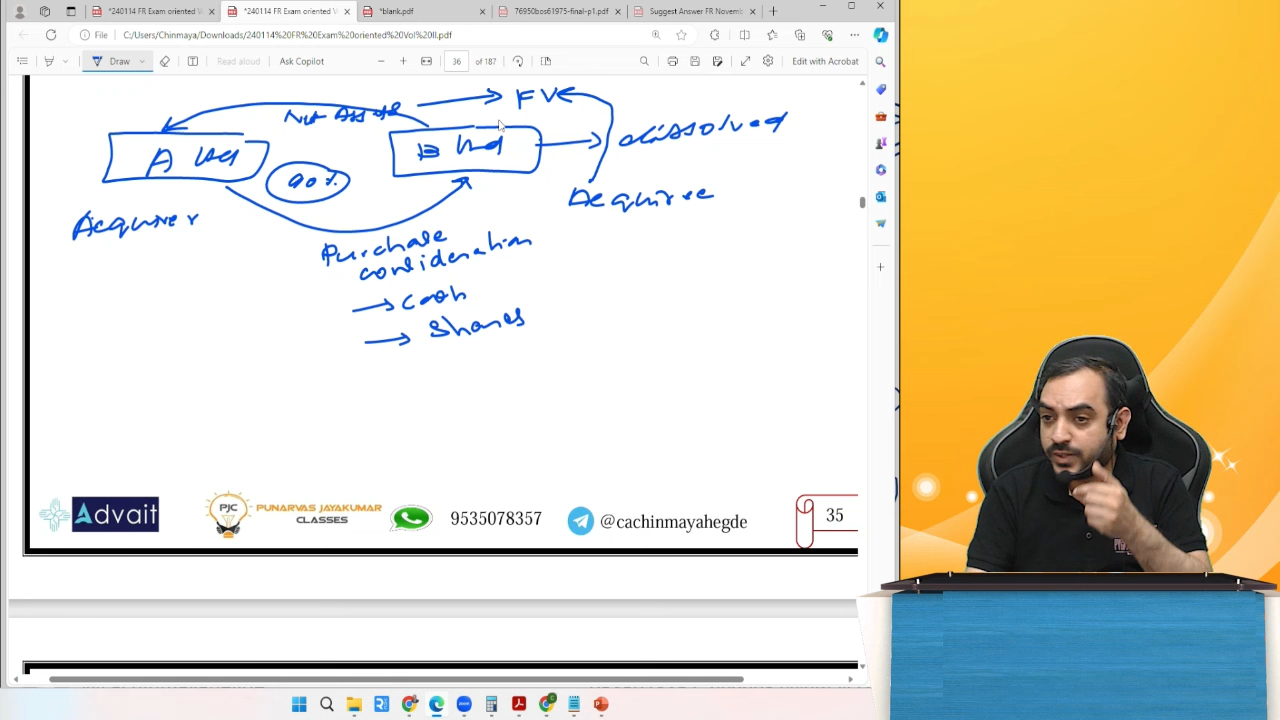 *240114 FR Exam oriented V
*240114 FR Exam oriented V
*blank.pdf
76950bos61975-final-p1.pdf
Suggest Answer FR Novemb
File
C:/Users/Chinmaya/Downloads/240114%20FR%20Exam%20oriented%20Vol%20II.pdf
Draw
Read aloud
Ask Copilot
36
of 187
Edit with Acrobat
Net Assets
FV
A Ltd
B Ltd
dissolved
90%
Acquirer
Acquiree
Purchase
consideration
Cash
Shares
Advait
PJC
PUNARVAS JAYAKUMAR
CLASSES
9535078357
@cachinmayahegde
35